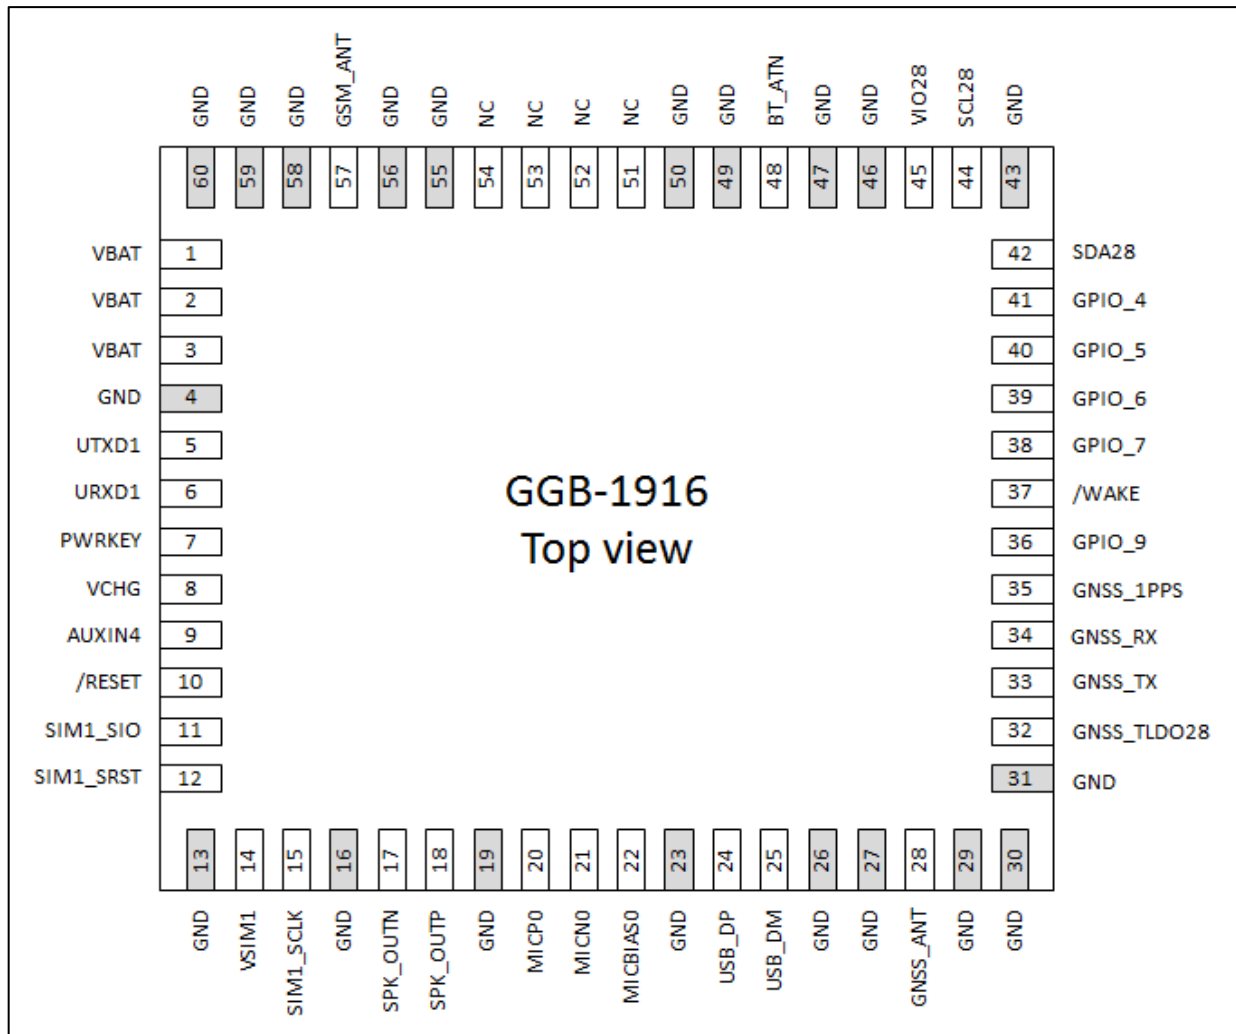 GND
GND
GND
GSM_ANT
GND
GND
NC
NC
NC
NC
GND
GND
BT_ATN
GND
GND
VIO28
SCL28
GND
60
59
58
57
56
55
54
53
52
51
50
49
48
47
46
45
44
43
VBAT 1
VBAT 2
VBAT 3
GND 4
UTXD1 5
URXD1 6
PWRKEY 7
VCHG 8
AUXIN4 9
/RESET 10
SIM1_SIO 11
SIM1_SRST 12
GGB-1916
Top view
42 SDA28
41 GPIO_4
40 GPIO_5
39 GPIO_6
38 GPIO_7
37 /WAKE
36 GPIO_9
35 GNSS_1PPS
34 GNSS_RX
33 GNSS_TX
32 GNSS_TLDO28
31 GND
13
14
15
16
17
18
19
20
21
22
23
24
25
26
27
28
29
30
GND
VSIM1
SIM1_SCLK
GND
SPK_OUTN
SPK_OUTP
GND
MICP0
MICN0
MICBIAS0
GND
USB_DP
USB_DM
GND
GND
GNSS_ANT
GND
GND